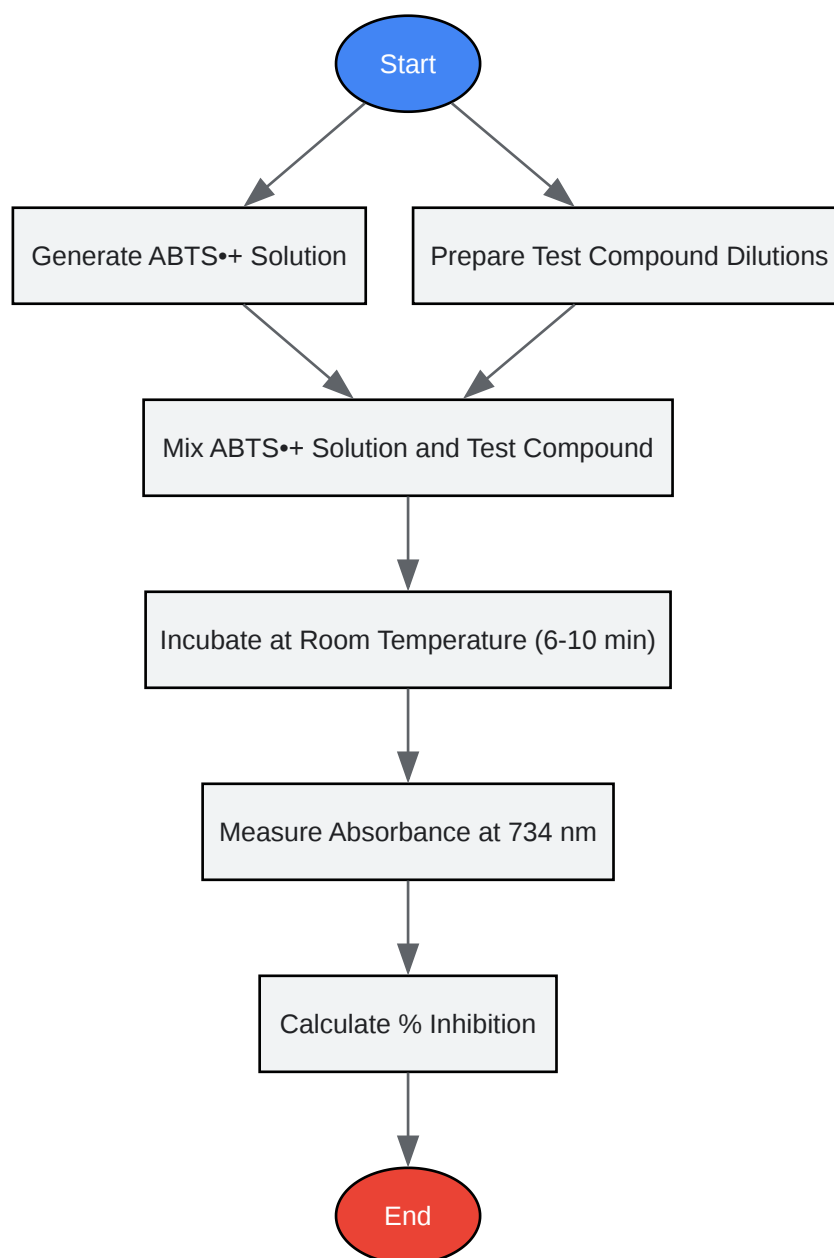 Start
Generate ABTS•+ Solution
Prepare Test Compound Dilutions
Mix ABTS•+ Solution and Test Compound
Incubate at Room Temperature (6-10 min)
Measure Absorbance at 734 nm
Calculate % Inhibition
End